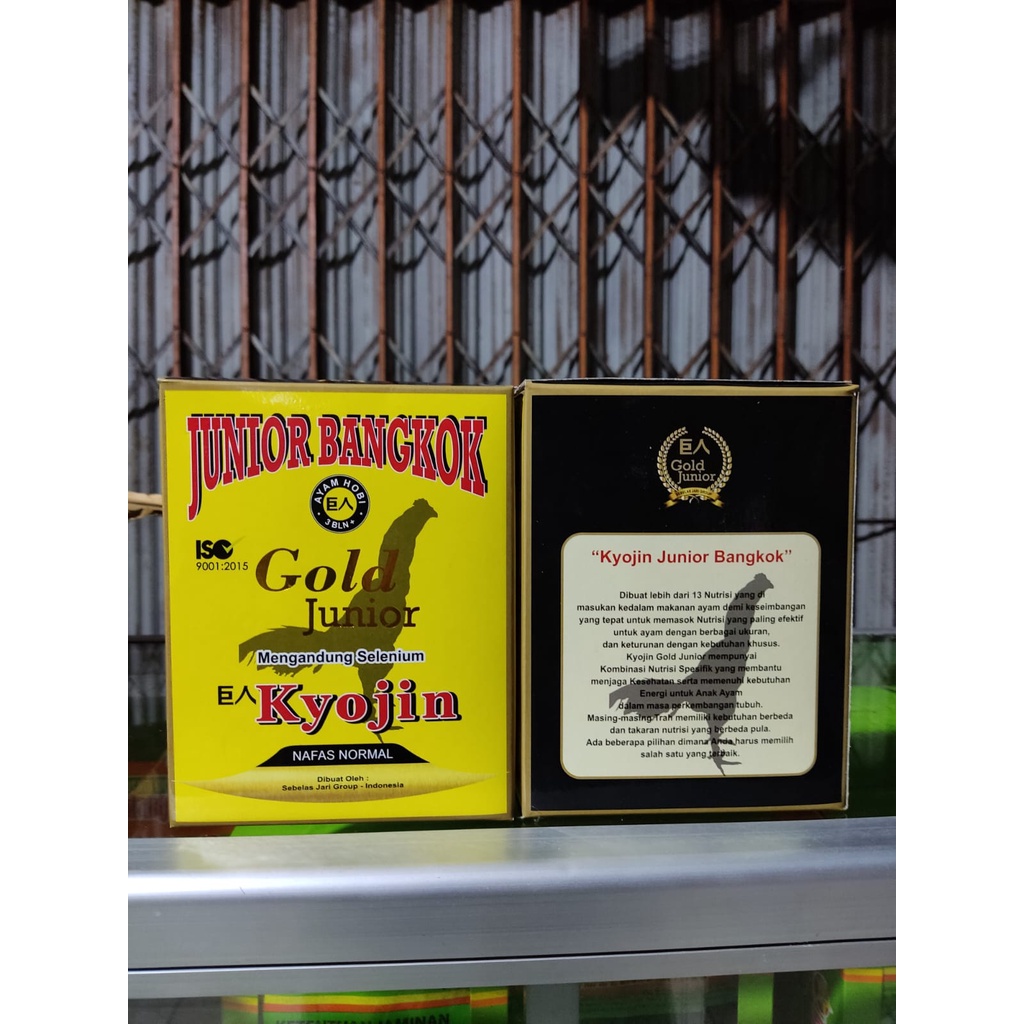 JUNIOR BANGKOK
AYAM HOBI
巨人
3 BLN +
ISO
9001:2015
Gold
Junior
Mengandung Selenium
巨人 Kyojin
NAFAS NORMAL
Dibuat Oleh :
Sebelas Jari Group - Indonesia
巨人
Gold
Junior
SEBELAS JARI GROUP
"Kyojin Junior Bangkok"
Dibuat lebih dari 13 Nutrisi yang di
masukan kedalam makanan ayam demi keseimbangan
yang tepat untuk memasok Nutrisi yang paling efektif
untuk ayam dengan berbagai ukuran,
dan keturunan dengan kebutuhan khusus.
Kyojin Gold Junior mempunyai
Kombinasi Nutrisi Spesifik yang membantu
menjaga Kesehatan serta memenuhi kebutuhan
Energi untuk Anak Ayam
dalam masa perkembangan tubuh.
Masing-masing Trah memiliki kebutuhan berbeda
dan takaran nutrisi yang berbeda pula.
Ada beberapa pilihan dimana Anda harus memilih
salah satu yang terbaik.
KETENTUAN JAMINAN